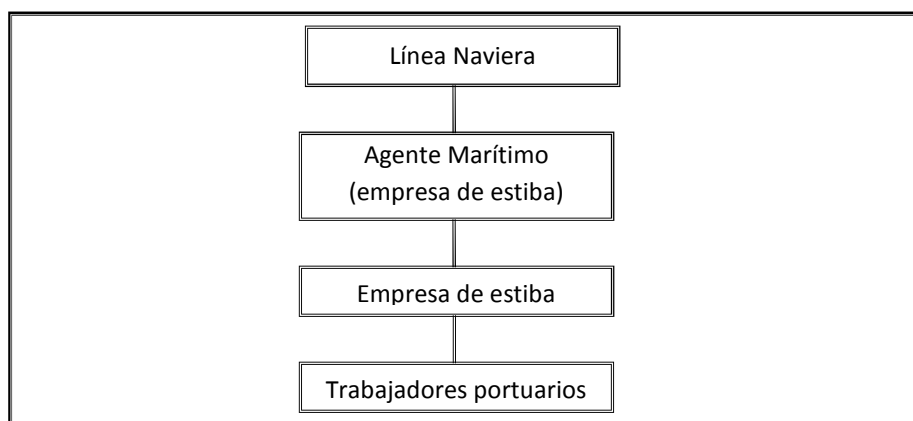 Línea Naviera
Agente Marítimo
(empresa de estiba)
Empresa de estiba
Trabajadores portuarios